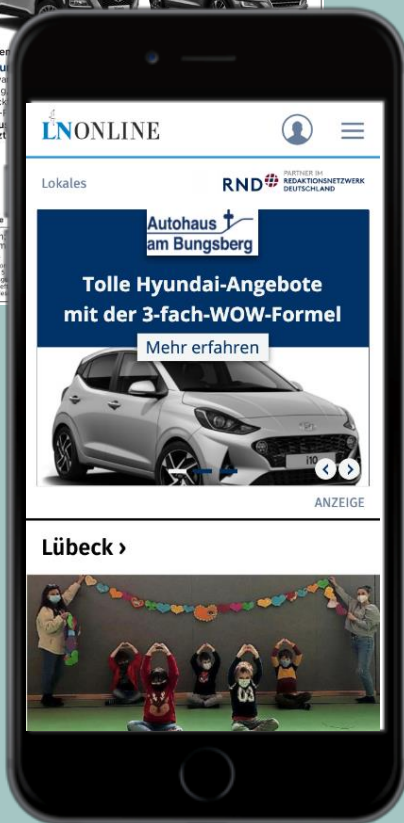 LNONLINE
Lokales
RND PARTNER IM
REDAKTIONSNETZWERK
DEUTSCHLAND
Autohaus
am Bungsberg
Tolle Hyundai-Angebote
mit der 3-fach-WOW-Formel
Mehr erfahren
i10
ANZEIGE
Lübeck ›